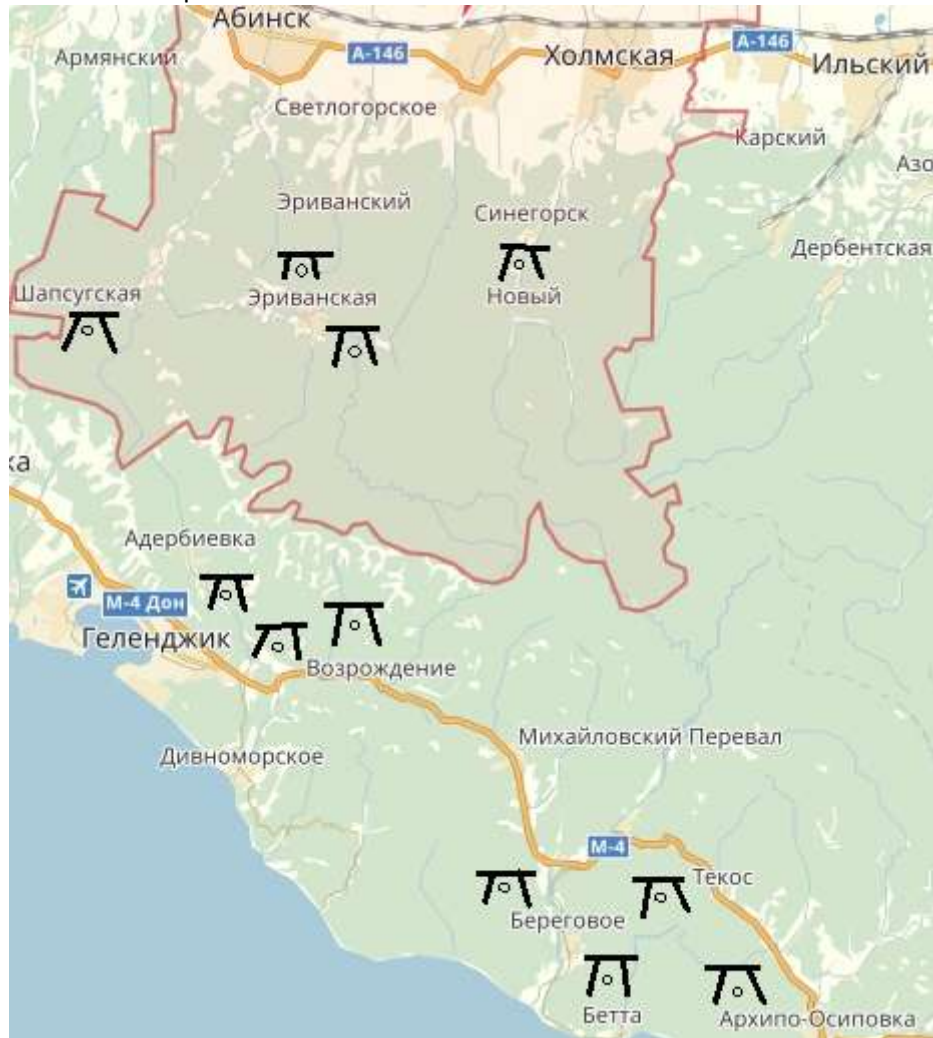 Абинск
Армянский
А-146
Холмская
А-146
Ильский
Светлогорское
Карский
Азо
Эриванский
Синегорск
Дербентская
Шапсугская
Эриванская
Новый
ка
Адербиевка
М-4 Дон
Геленджик
Возрождение
Михайловский Перевал
Дивноморское
М-4
Текос
Береговое
Бетта
Архипо-Осиповка